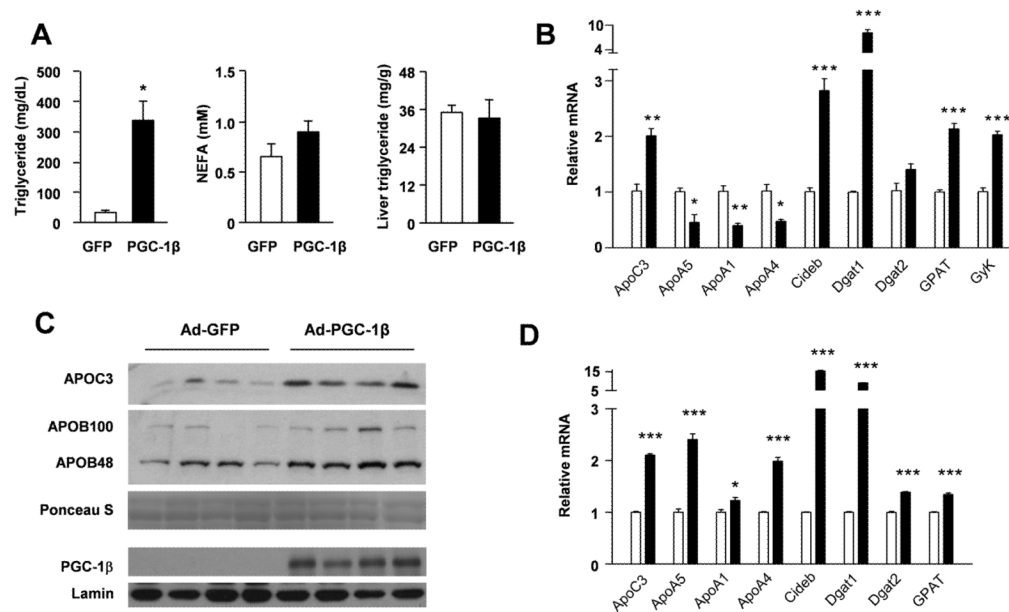 A
Triglyceride (mg/dL)
500
400
300
200
100
0
*
GFP PGC-1β
NEFA (mM)
1.5
1.0
0.5
0
GFP PGC-1β
Liver triglyceride (mg/g)
48
36
24
12
0
GFP PGC-1β
B
Relative mRNA
10
4
3
2
1
0
** * ** * *** *** *** ***
ApoC3 ApoA5 ApoA1 ApoA4 Cideb Dgat1 Dgat2 GPAT GyK
C
Ad-GFP Ad-PGC-1β
APOC3
APOB100
APOB48
Ponceau S
PGC-1β
Lamin
D
Relative mRNA
15
5
3
2
1
0
*** *** * *** *** *** *** ***
ApoC3 ApoA5 ApoA1 ApoA4 Cideb Dgat1 Dgat2 GPAT